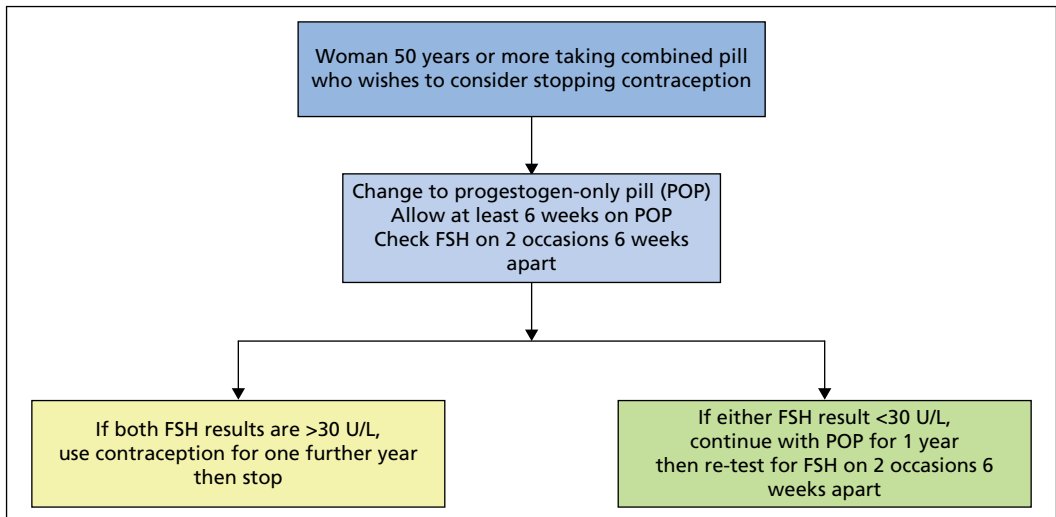 Woman 50 years or more taking combined pill
who wishes to consider stopping contraception
Change to progestogen-only pill (POP)
Allow at least 6 weeks on POP
Check FSH on 2 occasions 6 weeks
apart
If both FSH results are >30 U/L,
use contraception for one further year
then stop
If either FSH result <30 U/L,
continue with POP for 1 year
then re-test for FSH on 2 occasions 6
weeks apart